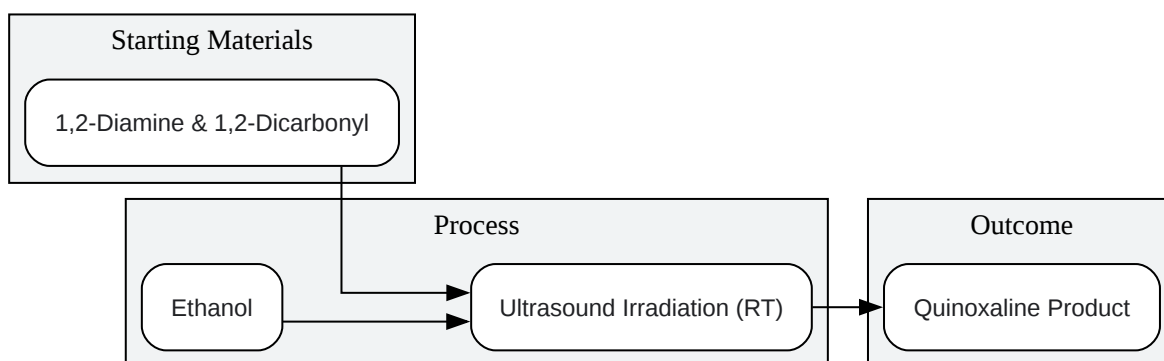 Starting Materials
1,2-Diamine & 1,2-Dicarbonyl
Process
Ethanol
Ultrasound Irradiation (RT)
Outcome
Quinoxaline Product